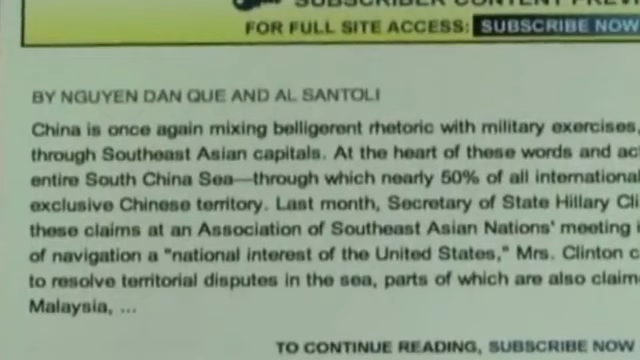 SUBSCRIBER CONTENT
FOR FULL SITE ACCESS: SUBSCRIBE NOW
BY NGUYEN DAN QUE AND AL SANTOLI
China is once again mixing belligerent rhetoric with military exercises,
through Southeast Asian capitals. At the heart of these words and
entire South China Sea—through which nearly 50% of all international
exclusive Chinese territory. Last month, Secretary of State Hillary
these claims at an Association of Southeast Asian Nations' meeting
of navigation a "national interest of the United States," Mrs. Clinton
to resolve territorial disputes in the sea, parts of which are also
Malaysia, ...
TO CONTINUE READING, SUBSCRIBE NOW